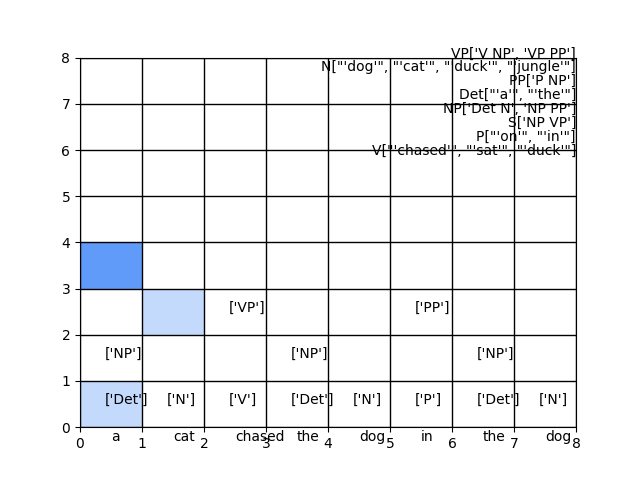 8
VP['V NP', 'VP PP']
N["'dog'", "'cat'", "'duck'", "'jungle'"]
PP['P NP']
Det["'a'", "'the'"]
7
NP['Det N', 'NP PP']
S['NP VP']
P["'on'", "'in'"]
6
V["'chased'", "'sat'", "'duck'"]
5
4
3
['VP'] ['PP']
2
['NP'] ['NP'] ['NP']
1
['Det'] ['N'] ['V'] ['Det'] ['N'] ['P'] ['Det'] ['N']
0
a cat chased the dog in the dog
0 1 2 3 4 5 6 7 8